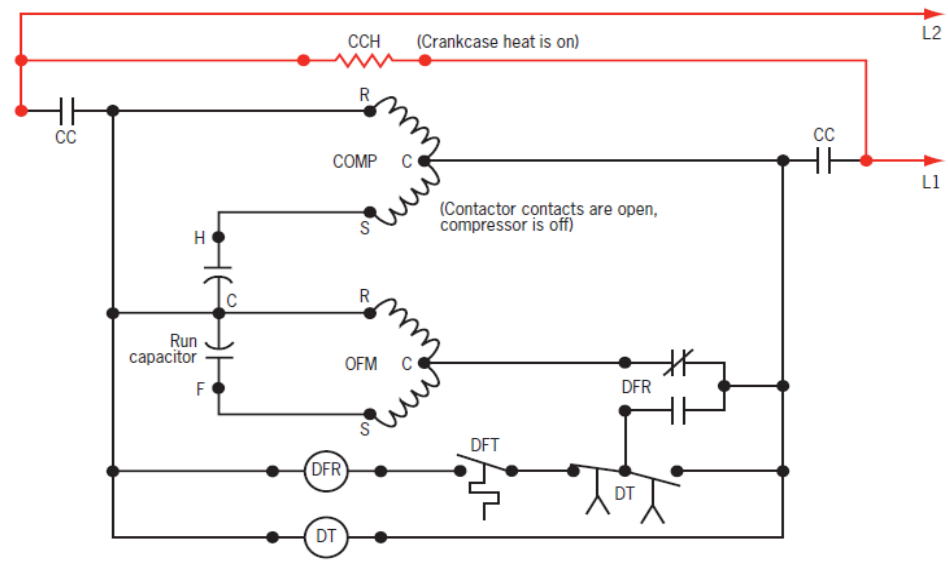 L2
CCH (Crankcase heat is on)
R
CC
CC
COMP C
L1
(Contactor contacts are open,
compressor is off)
S
H
C
R
Run
capacitor
OFM C
DFR
F
S
DFT
DFR
DT
DT